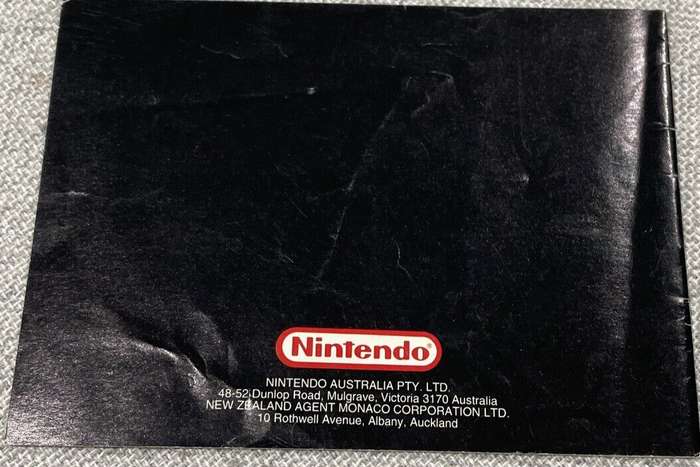 Nintendo
NINTENDO AUSTRALIA PTY. LTD.
48-52 Dunlop Road, Mulgrave, Victoria 3170 Australia
NEW ZEALAND AGENT MONACO CORPORATION LTD.
10 Rothwell Avenue, Albany, Auckland